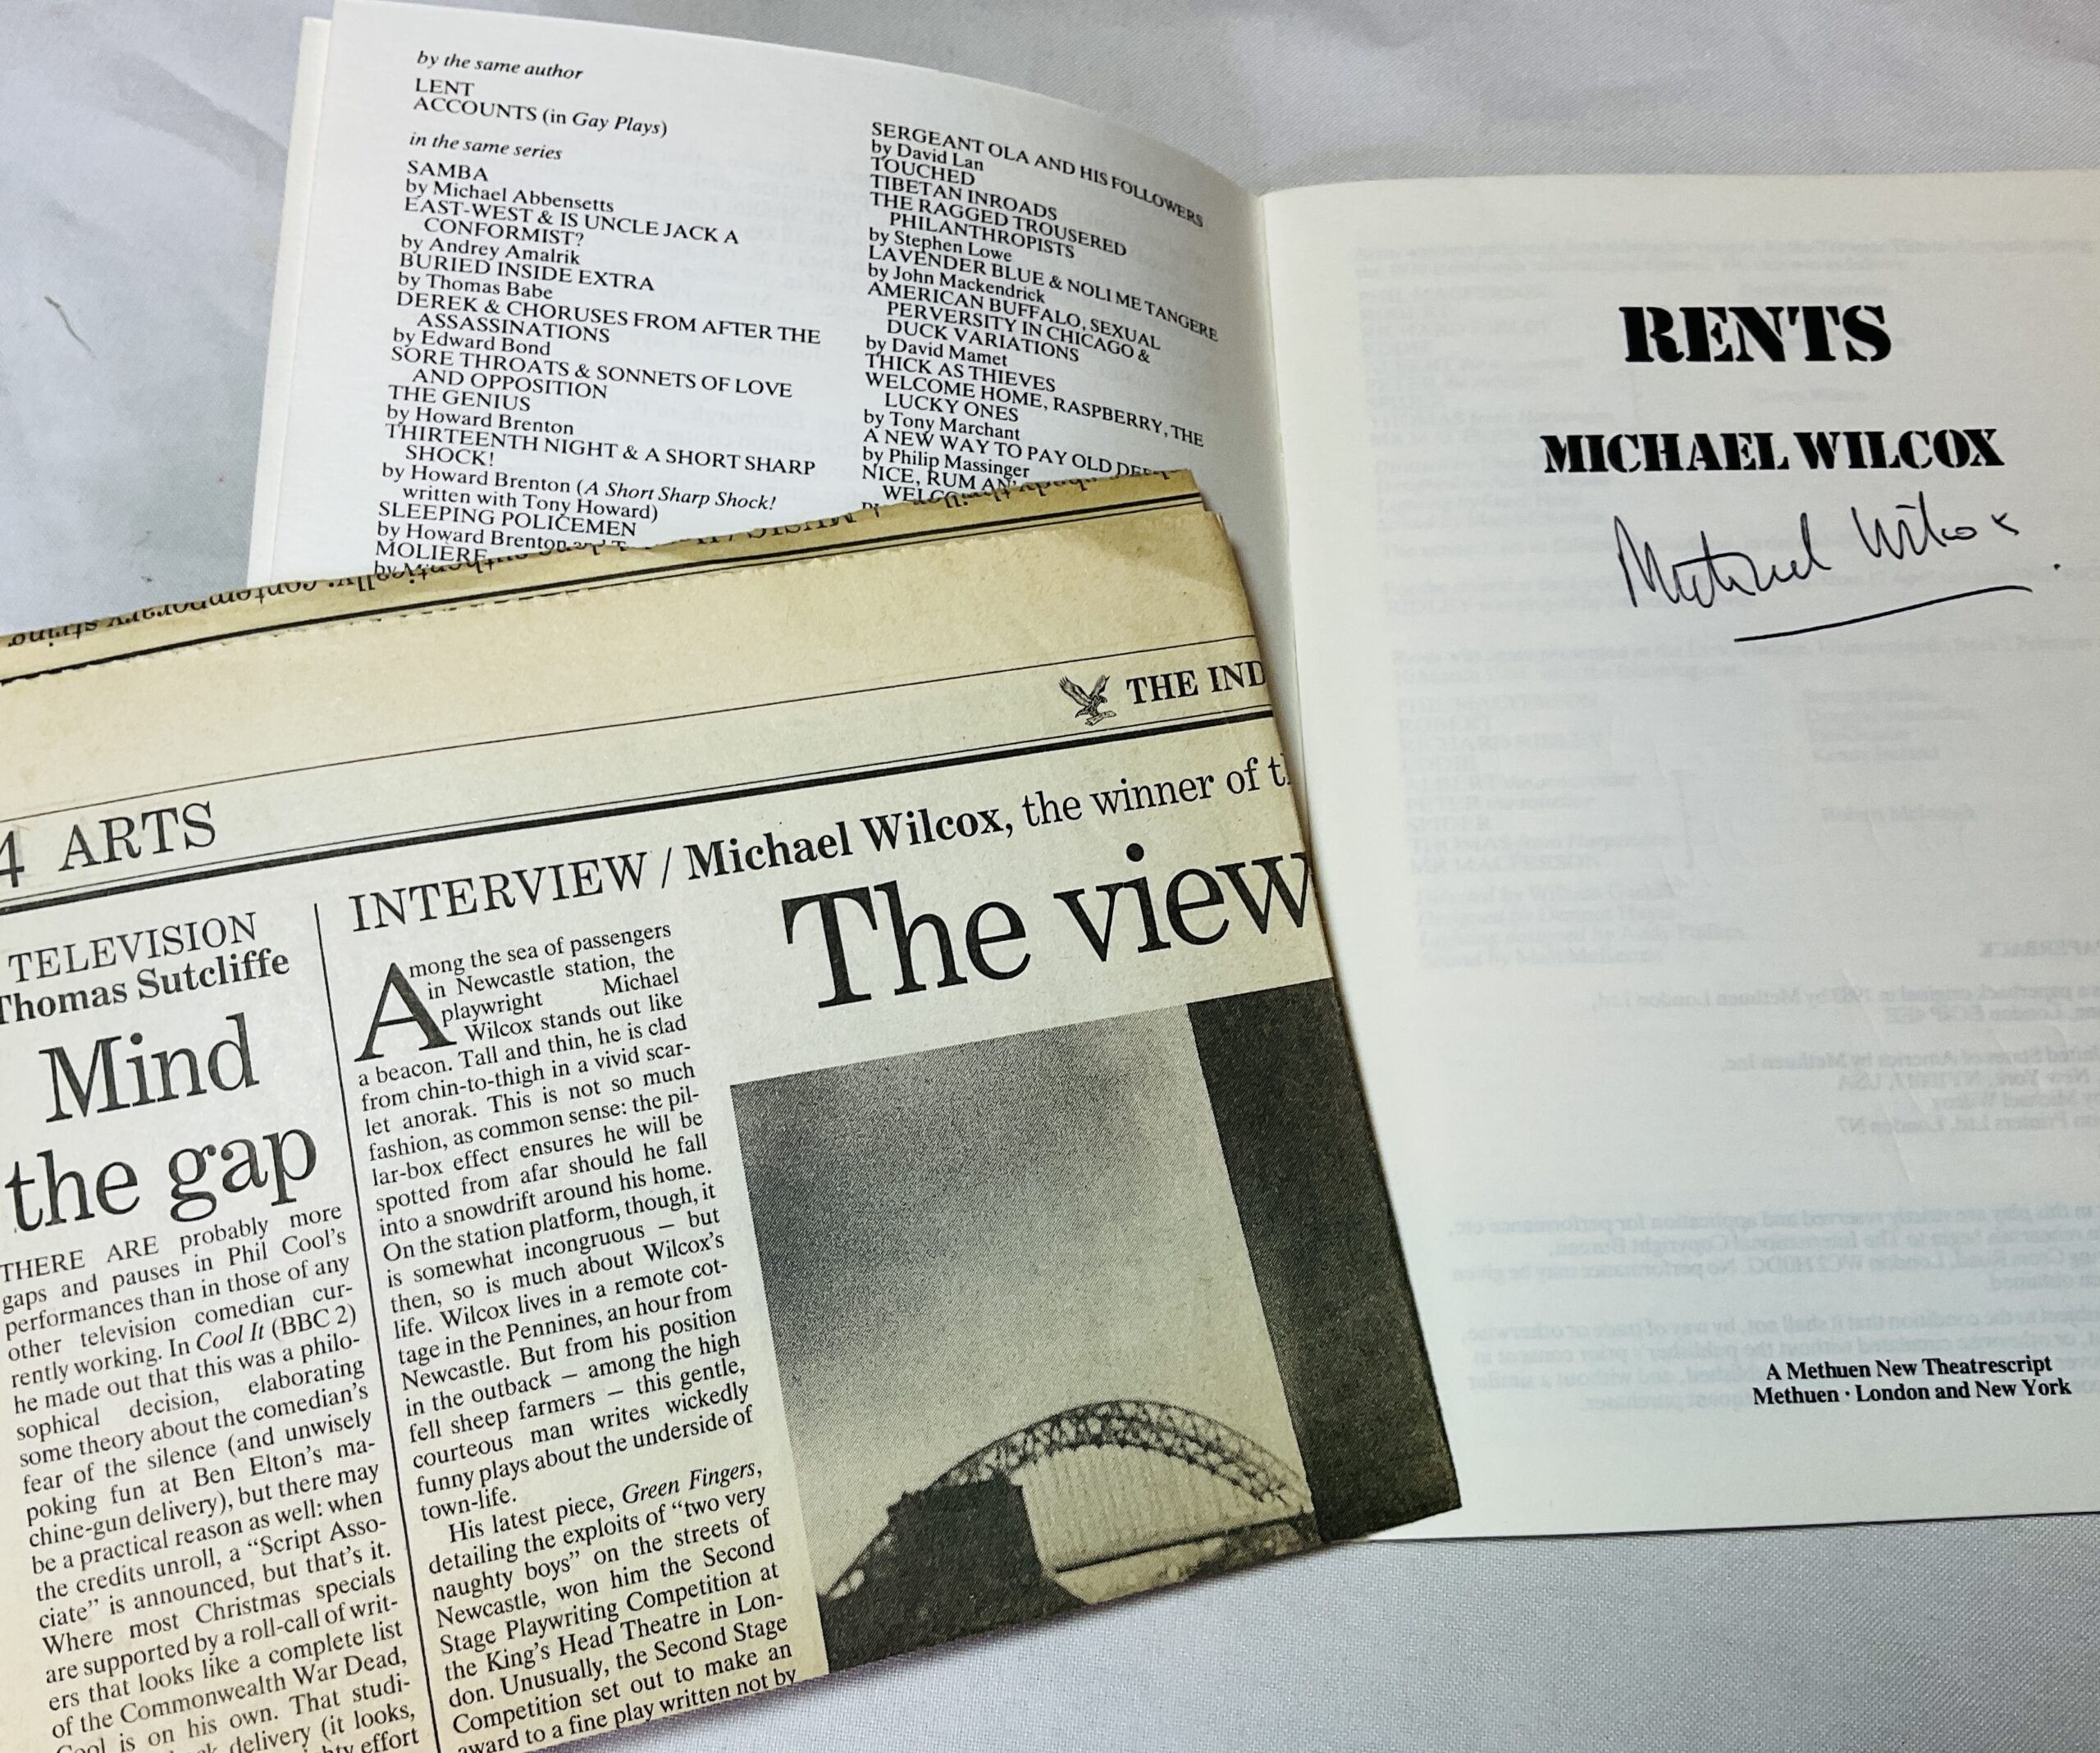 by the same author
LENT
ACCOUNTS (in Gay Plays)
in the same series
SAMBA
by Michael Abbensetts
EAST-WEST & IS UNCLE JACK A
CONFORMIST?
by Andrey Amalrik
BURIED INSIDE EXTRA
by Thomas Babe
DEREK & CHORUSES FROM AFTER THE
ASSASSINATIONS
by Edward Bond
SORE THROATS & SONNETS OF LOVE
AND OPPOSITION
THE GENIUS
by Howard Brenton
THIRTEENTH NIGHT & A SHORT SHARP
SHOCK!
by Howard Brenton (A Short Sharp Shock!
written with Tony Howard)
SLEEPING POLICEMEN
by Howard Brenton and
MOLIERE
by
SERGEANT OLA AND HIS FOLLOWERS
by David Lan
TOUCHED
TIBETAN INROADS
THE RAGGED TROUSERED
PHILANTHROPISTS
by Stephen Lowe
LAVENDER BLUE & NOLI ME TANGERE
by John Mackendrick
AMERICAN BUFFALO, SEXUAL
PERVERSITY IN CHICAGO &
DUCK VARIATIONS
by David Mamet
THICK AS THIEVES
WELCOME HOME, RASPBERRY, THE
LUCKY ONES
by Tony Marchant
A NEW WAY TO PAY OLD
by Philip Massinger
NICE, RUM AN'
RENTS
MICHAEL WILCOX
Michael Wilcox
A Methuen New Theatrescript
Methuen · London and New York
contemporary string
THE IND
4 ARTS
TELEVISION
Thomas Sutcliffe
Mind
the gap
THERE ARE probably more
gaps and pauses in Phil Cool's
performances than in those of any
other television comedian cur-
rently working. In Cool It (BBC 2)
he made out that this was a philo-
sophical decision, elaborating
some theory about the comedian's
fear of the silence (and unwisely
poking fun at Ben Elton's ma-
chine-gun delivery), but there may
be a practical reason as well: when
the credits unroll, a "Script Asso-
ciate" is announced, but that's it.
Where most Christmas specials
are supported by a roll-call of writ-
ers that looks like a complete list
of the Commonwealth War Dead,
Cool is on his own. That studi-
delivery (it looks,
effort
INTERVIEW / Michael Wilcox, the winner of th
The view
Among the sea of passengers
in Newcastle station, the
playwright Michael
Wilcox stands out like
a beacon. Tall and thin, he is clad
from chin-to-thigh in a vivid scar-
let anorak. This is not so much
fashion, as common sense: the pil-
lar-box effect ensures he will be
spotted from afar should he fall
into a snowdrift around his home.
On the station platform, though, it
is somewhat incongruous – but
then, so is much about Wilcox's
life. Wilcox lives in a remote cot-
tage in the Pennines, an hour from
Newcastle. But from his position
in the outback – among the high
fell sheep farmers – this gentle,
courteous man writes wickedly
funny plays about the underside of
town-life.
His latest piece, Green Fingers,
detailing the exploits of "two very
naughty boys" on the streets of
Newcastle, won him the Second
Stage Playwriting Competition at
the King's Head Theatre in Lon-
don. Unusually, the Second Stage
Competition set out to make an
award to a fine play written not by